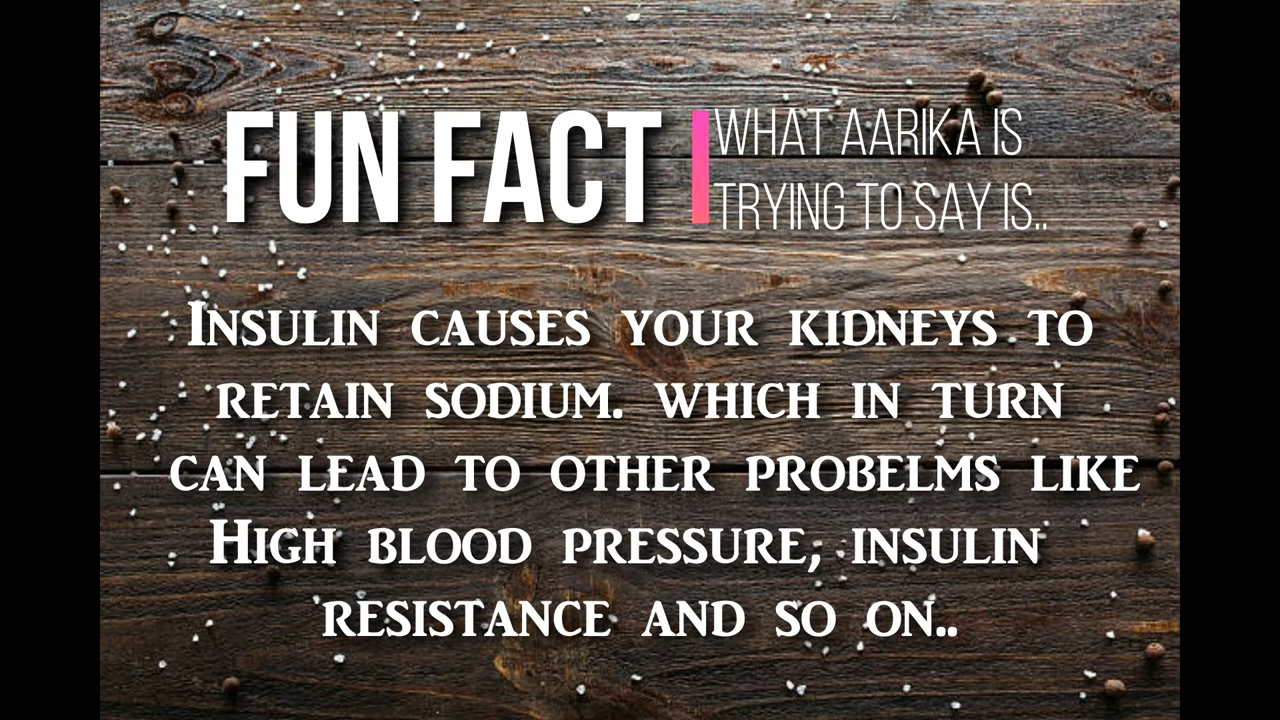 FUN FACT
WHAT AARIKA IS
TRYING TO SAY IS..
Insulin causes your kidneys to
retain sodium. which in turn
can lead to other probelms like
High blood pressure, insulin
resistance and so on..